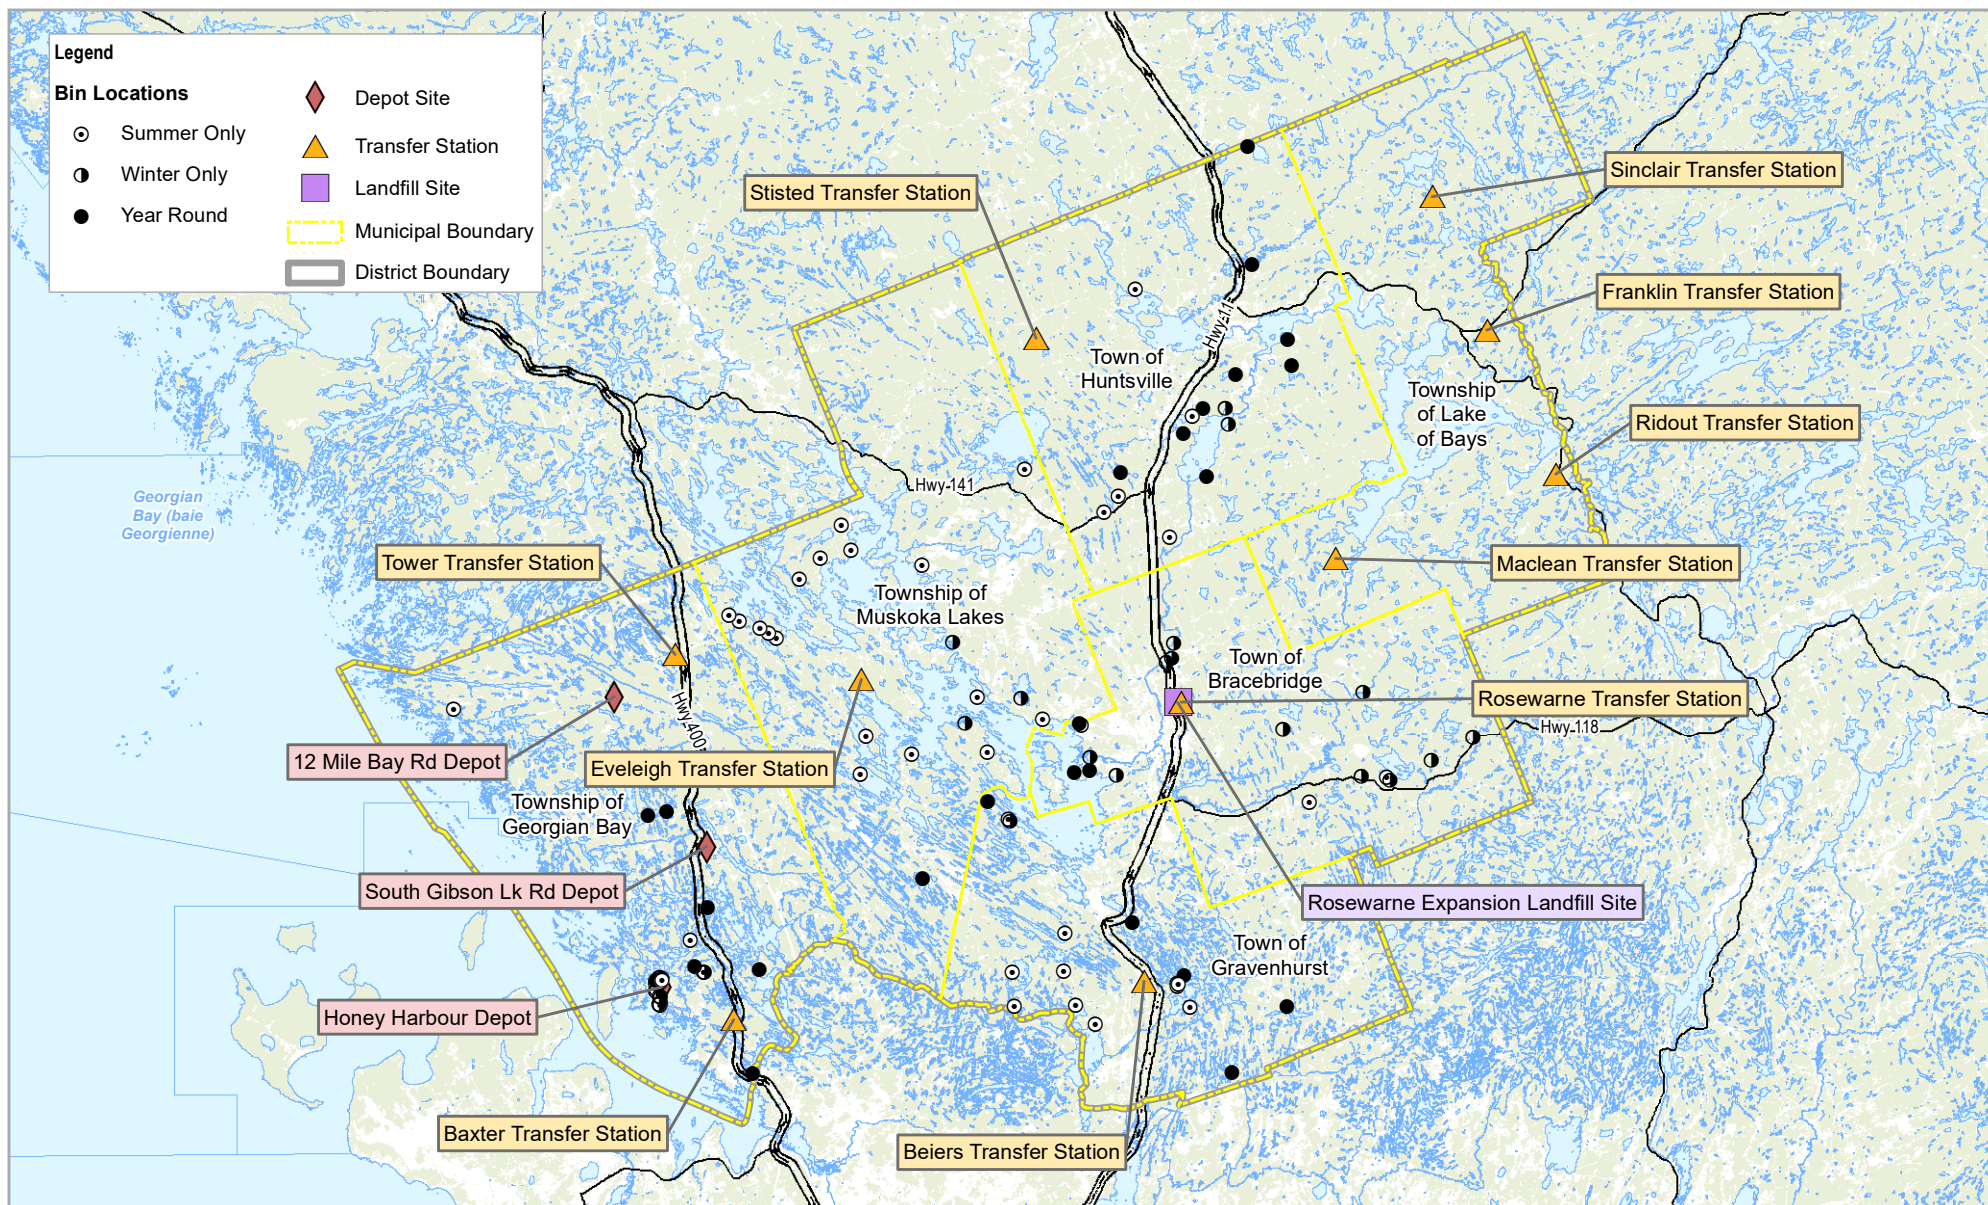 Legend
Bin Locations
Summer Only
Winter Only
Year Round
Depot Site
Transfer Station
Landfill Site
Municipal Boundary
District Boundary
Stisted Transfer Station
Sinclair Transfer Station
Franklin Transfer Station
Hwy 11
Town of
Huntsville
Township
of Lake
of Bays
Ridout Transfer Station
Hwy 141
Georgian
Bay (baie
Georgienne)
Tower Transfer Station
Maclean Transfer Station
Township of
Muskoka Lakes
Town of
Bracebridge
Rosewarne Transfer Station
Hwy 118
Hwy 400
12 Mile Bay Rd Depot
Eveleigh Transfer Station
Township of
Georgian Bay
South Gibson Lk Rd Depot
Rosewarne Expansion Landfill Site
Town of
Gravenhurst
Honey Harbour Depot
Baxter Transfer Station
Beiers Transfer Station